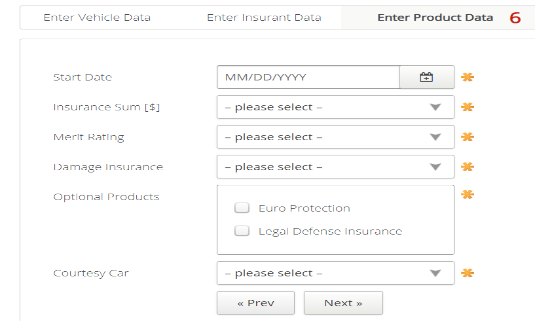 Enter Vehicle Data Enter Insurant Data Enter Product Data 6
Start Date MM/DD/YYYY
Insurance Sum [$] – please select –
Merit Rating – please select –
Damage Insurance – please select –
Optional Products
Euro Protection
Legal Defense Insurance
Courtesy Car – please select –
« Prev Next »